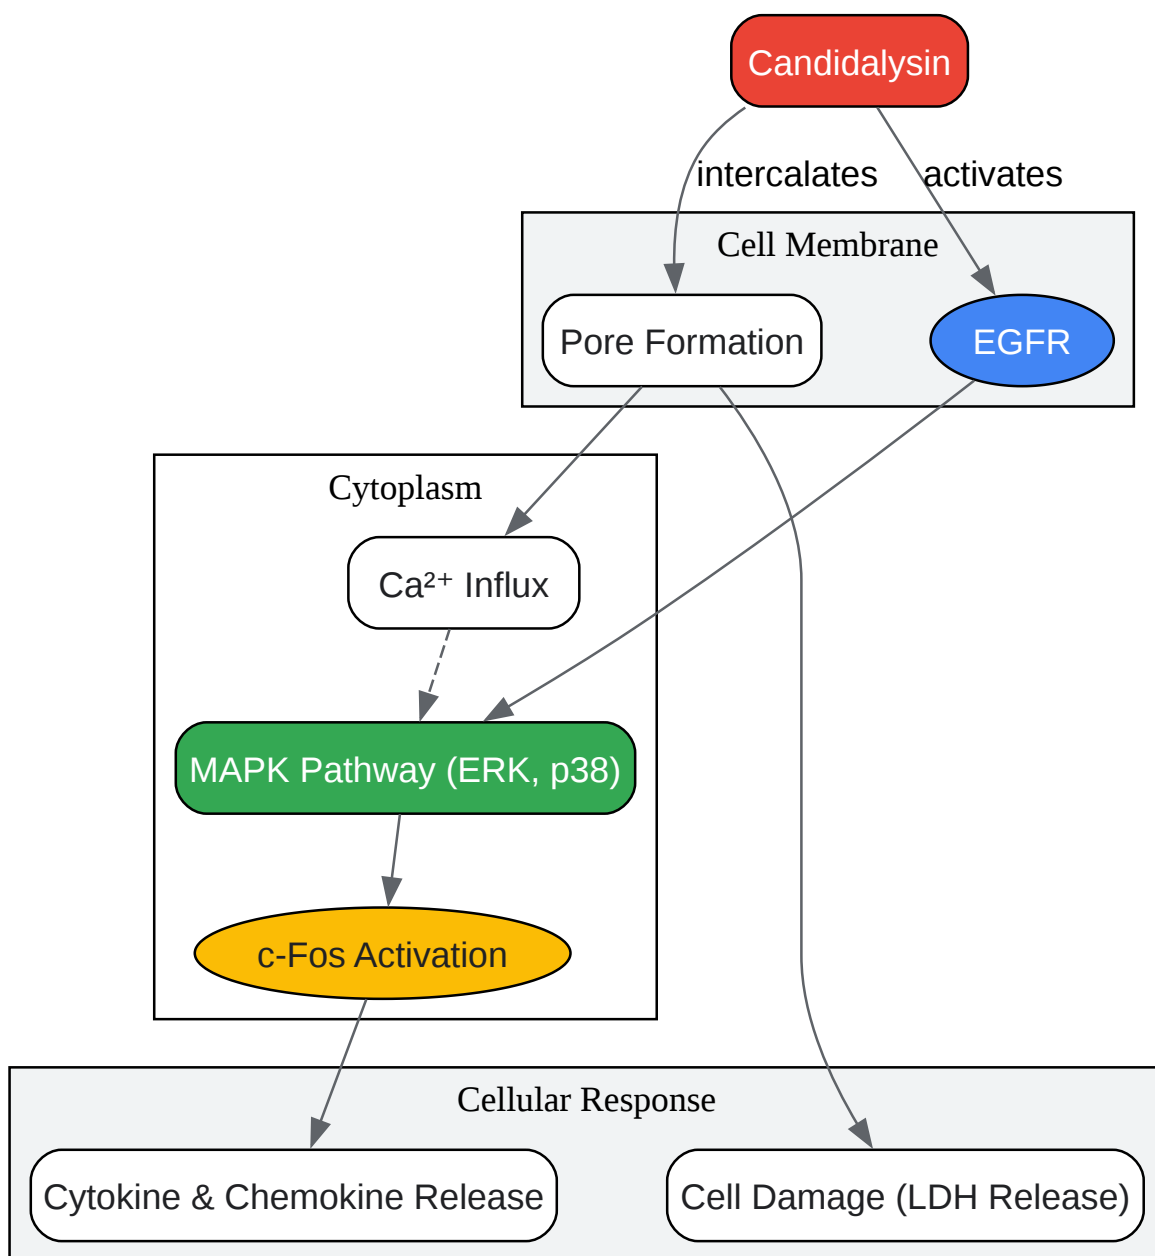 Candidalysin
intercalates
activates
Cell Membrane
Pore Formation
EGFR
Cytoplasm
Ca²⁺ Influx
MAPK Pathway (ERK, p38)
c-Fos Activation
Cellular Response
Cytokine & Chemokine Release
Cell Damage (LDH Release)